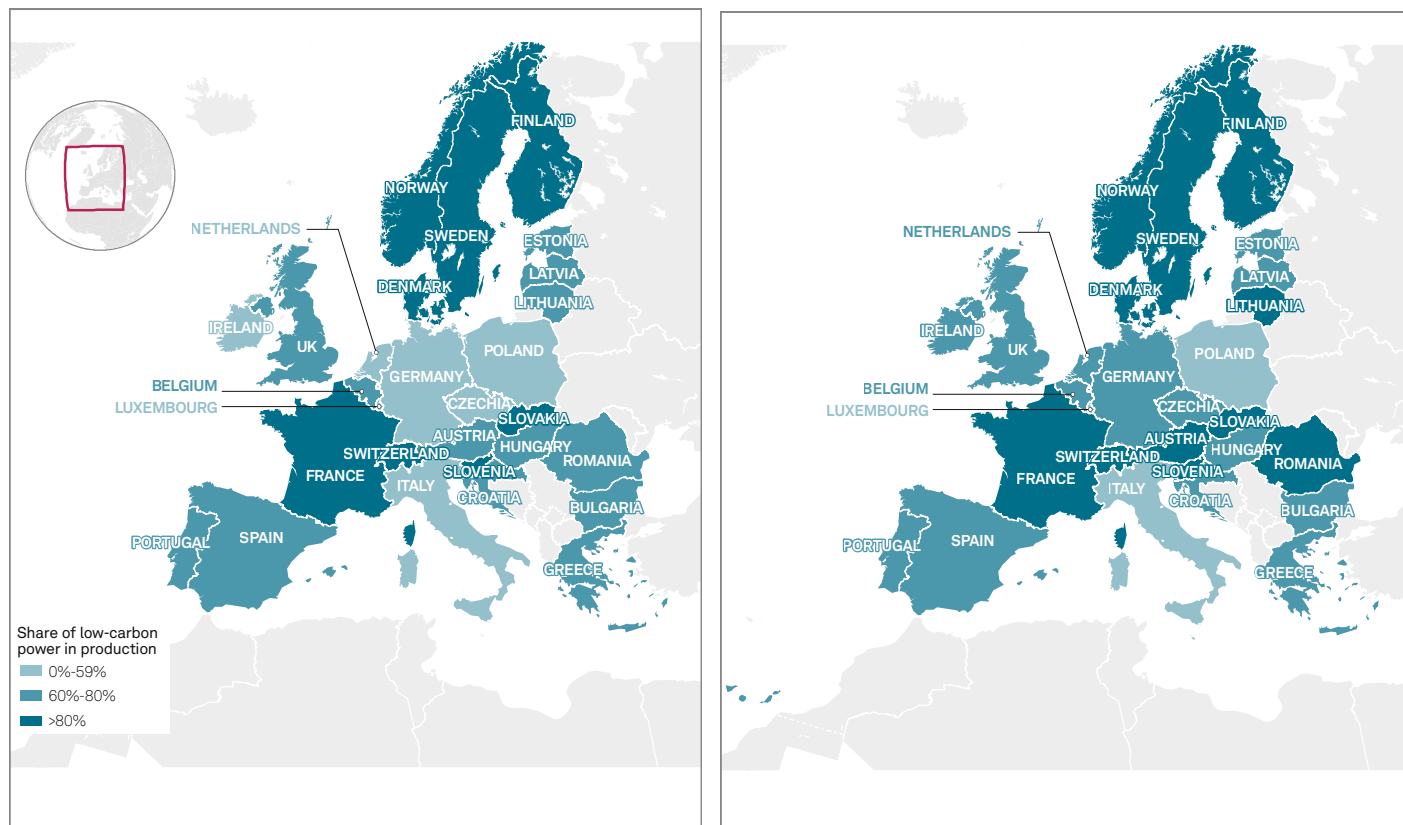 FINLAND
NORWAY
NETHERLANDS
SWEDEN
ESTONIA
LATVIA
DENMARK
LITHUANIA
IRELAND
UK
POLAND
GERMANY
BELGIUM
LUXEMBOURG
CZECHIA
SLOVAKIA
AUSTRIA
HUNGARY
SWITZERLAND
ROMANIA
SLOVENIA
FRANCE
ITALY
CROATIA
BULGARIA
SPAIN
PORTUGAL
GREECE
Share of low-carbon
power in production
0%-59%
60%-80%
>80%
FINLAND
NORWAY
NETHERLANDS
SWEDEN
ESTONIA
LATVIA
DENMARK
LITHUANIA
IRELAND
UK
POLAND
GERMANY
BELGIUM
LUXEMBOURG
CZECHIA
SLOVAKIA
AUSTRIA
HUNGARY
SWITZERLAND
ROMANIA
SLOVENIA
FRANCE
ITALY
CROATIA
BULGARIA
SPAIN
PORTUGAL
GREECE